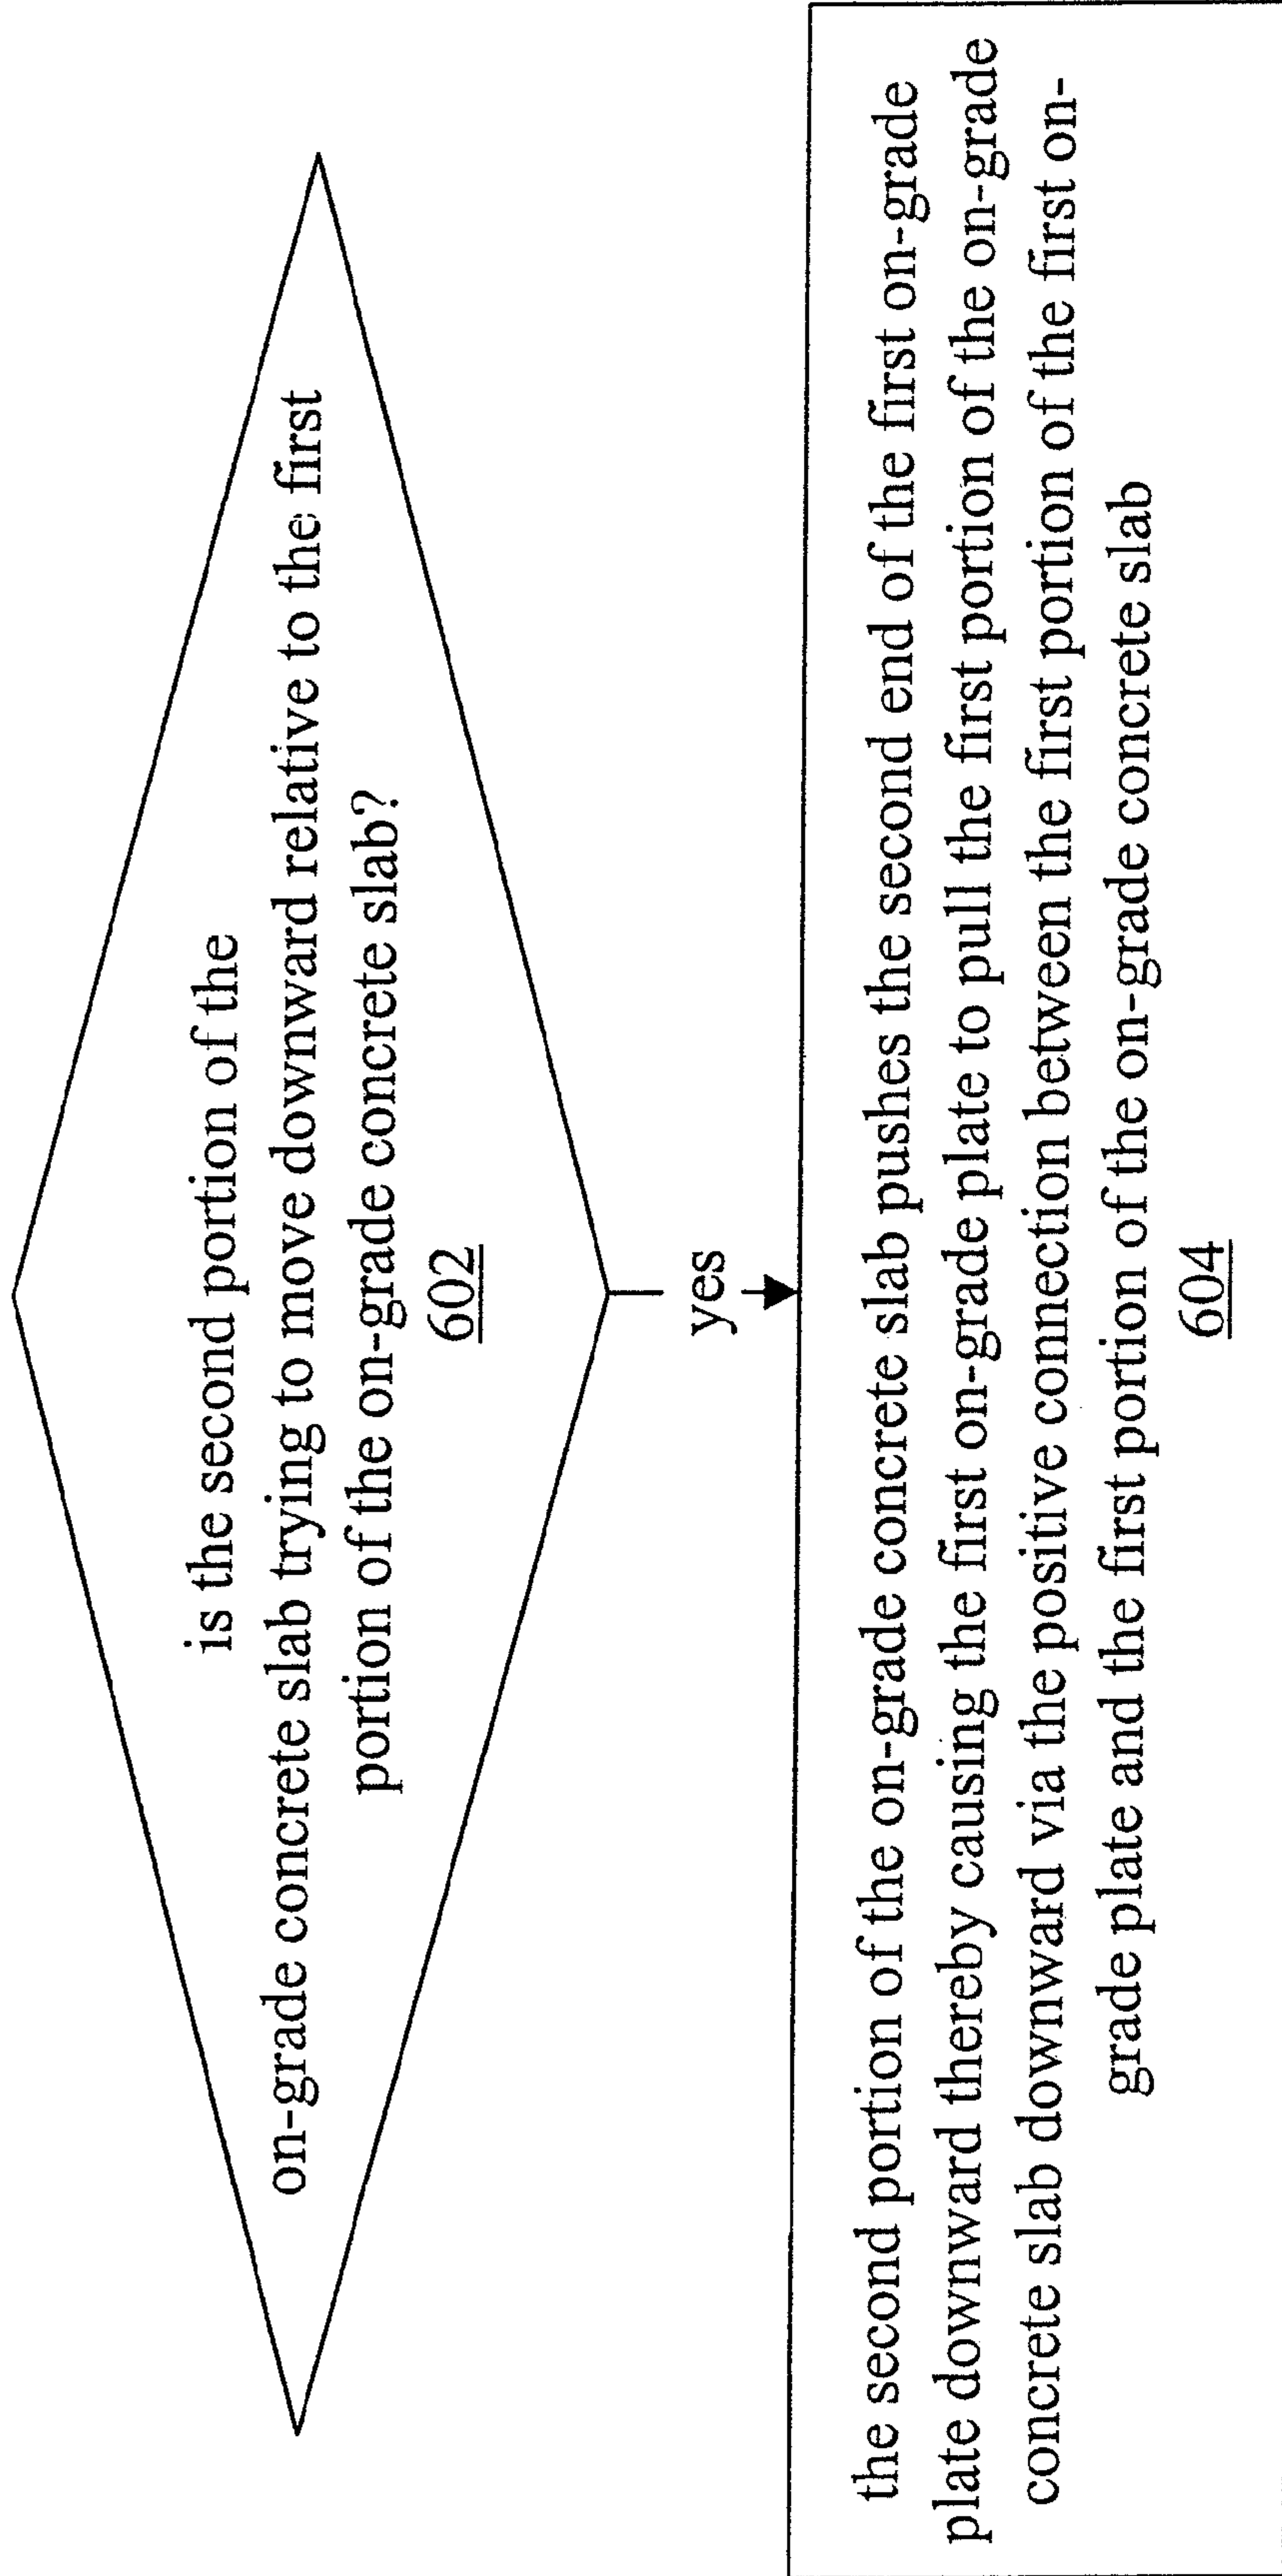 is the second portion of the
on-grade concrete slab trying to move downward relative to the first
portion of the on-grade concrete slab?
602
yes
the second portion of the on-grade concrete slab pushes the second end of the first on-grade
plate downward thereby causing the first on-grade plate to pull the first portion of the on-grade
concrete slab downward via the positive connection between the first portion of the first on-
grade plate and the first portion of the on-grade concrete slab
604